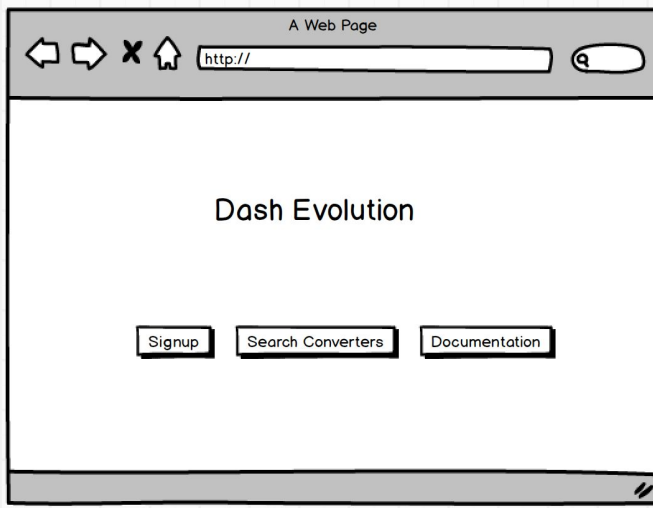 A Web Page
http://
Dash Evolution
Signup
Search Converters
Documentation